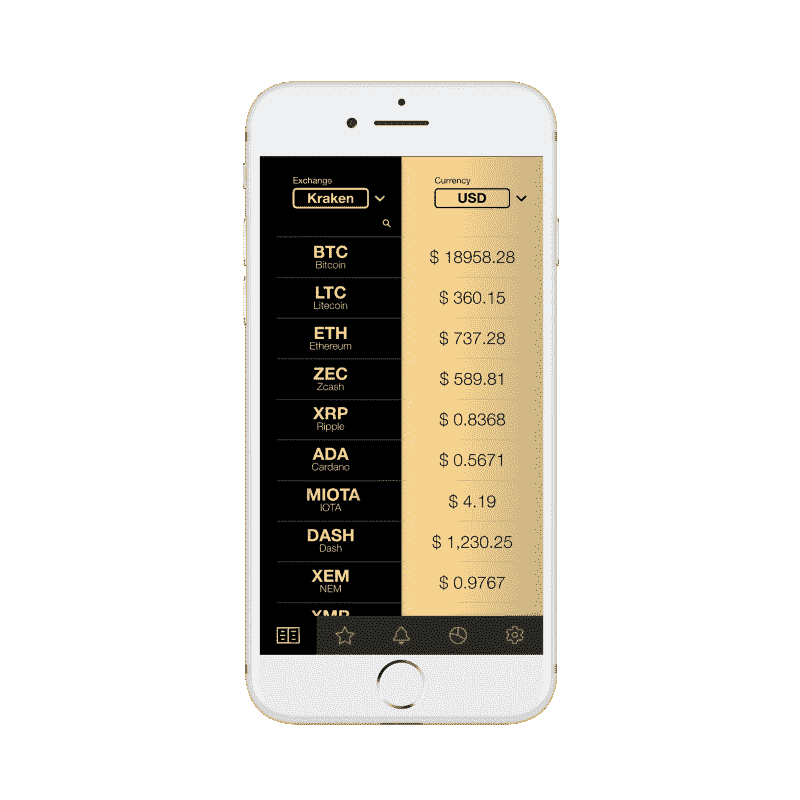 Exchange
Currency
Kraken
USD
BTC
Bitcoin
$ 18958.28
LTC
Litecoin
$ 360.15
ETH
Ethereum
$ 737.28
ZEC
Zcash
$ 589.81
XRP
Ripple
$ 0.8368
ADA
Cardano
$ 0.5671
MIOTA
IOTA
$ 4.19
DASH
Dash
$ 1,230.25
XEM
NEM
$ 0.9767
XMR